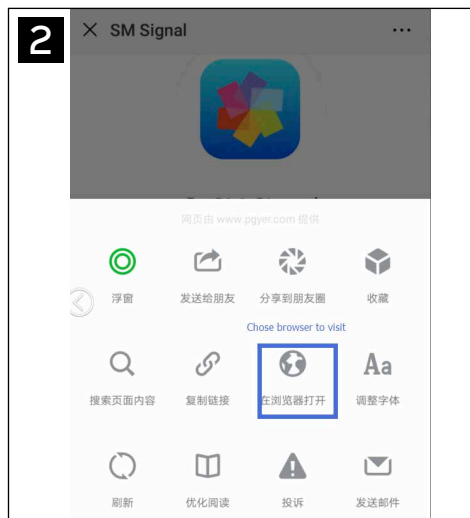 2
SM Signal
网页由 www.pgyer.com 提供
浮窗
发送给朋友
分享到朋友圈
收藏
Chose browser to visit
搜索页面内容
复制链接
在浏览器打开
Aa
调整字体
刷新
优化阅读
投诉
发送邮件